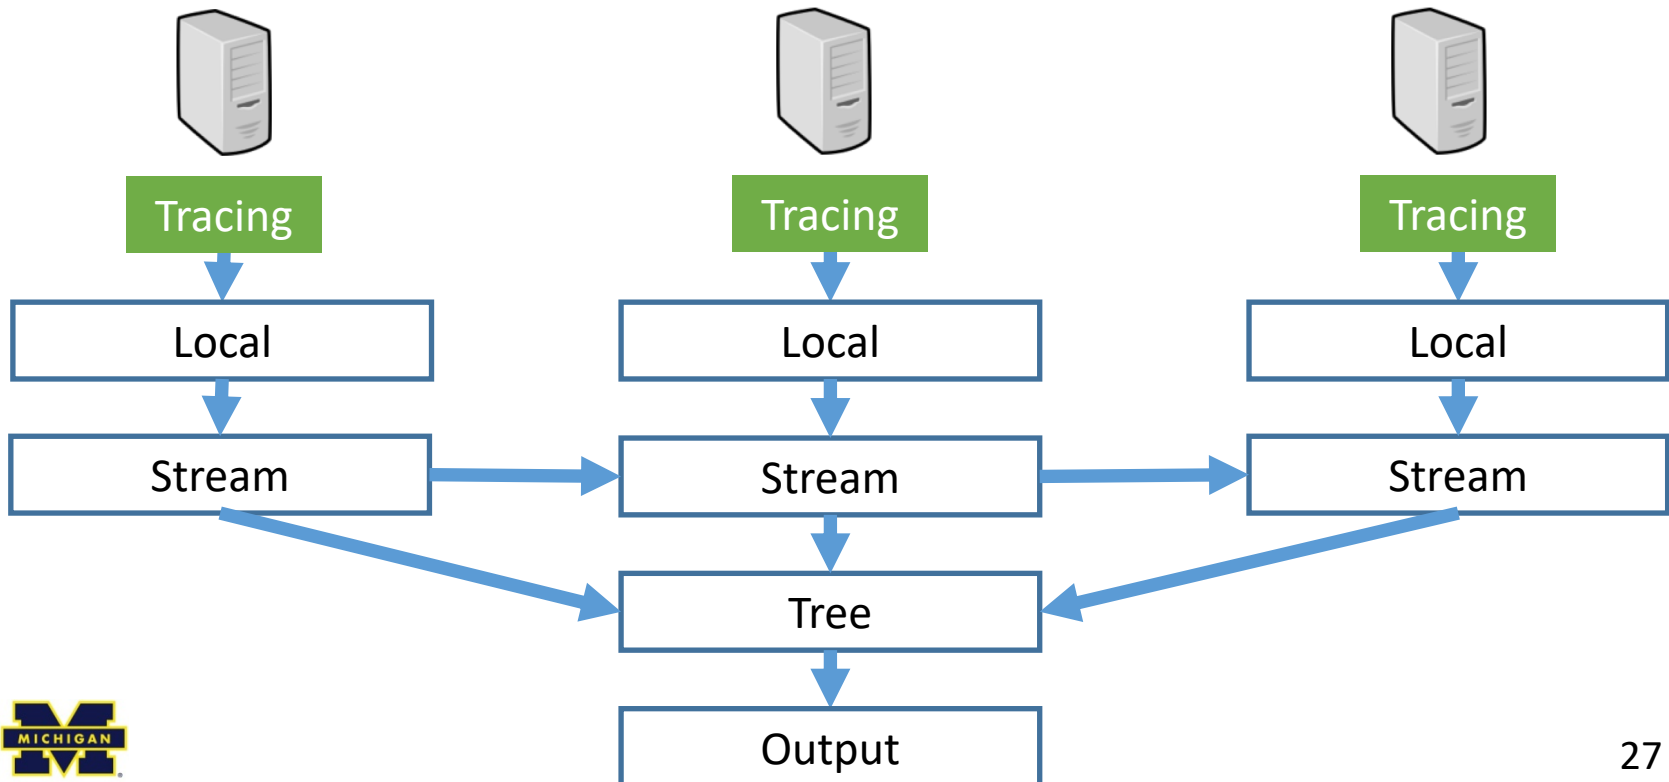 Tracing
Tracing
Tracing
Local
Local
Local
Stream
Stream
Stream
Tree
Output
MICHIGAN
27